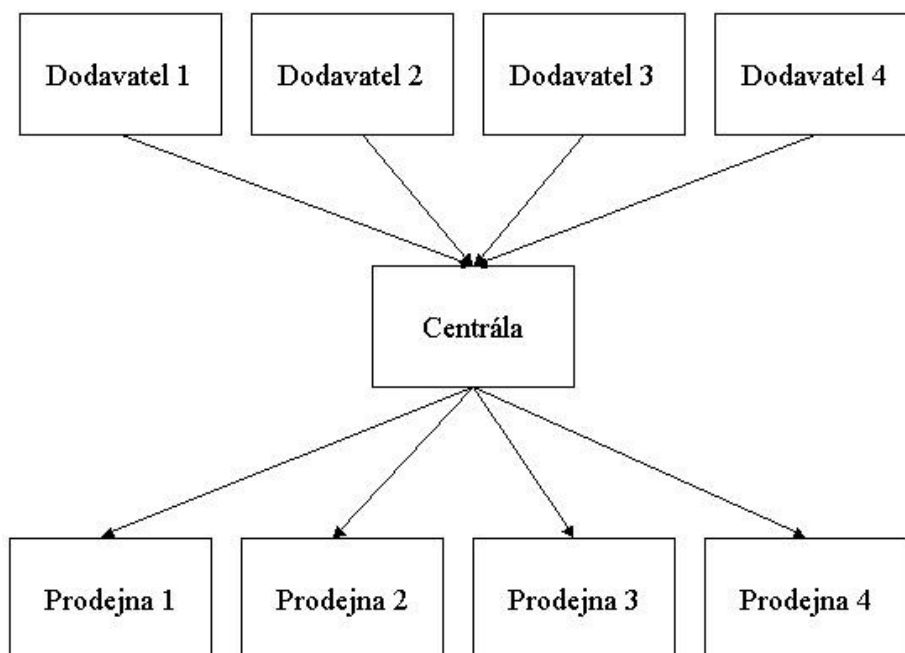 Dodavatel 1
Dodavatel 2
Dodavatel 3
Dodavatel 4
Centrála
Prodejna 1
Prodejna 2
Prodejna 3
Prodejna 4